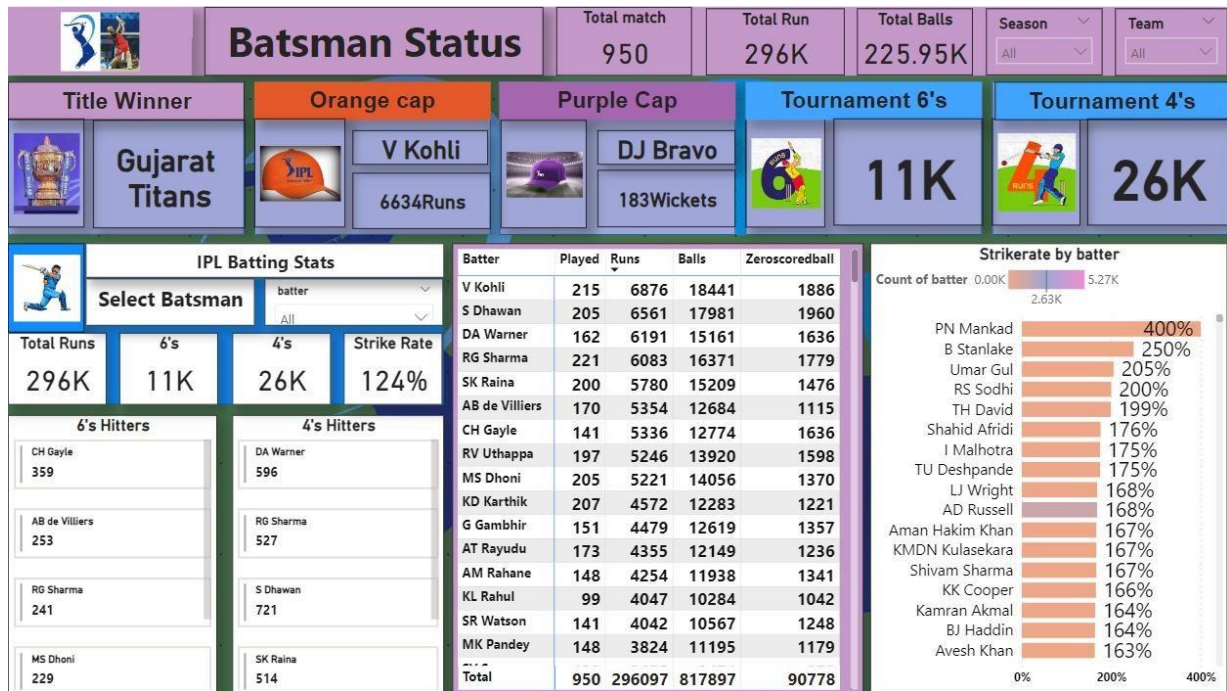 Batsman Status
Total match
950
Total Run
296K
Total Balls
225.95K
Season
All
Team
All
Title Winner
Gujarat
Titans
Orange cap
IPL
V Kohli
6634Runs
Purple Cap
DJ Bravo
183Wickets
Tournament 6's
6
RUNS
11K
Tournament 4's
4
RUNS
26K
IPL Batting Stats
Select Batsman
batter
All
Total Runs
296K
6's
11K
4's
26K
Strike Rate
124%
6's Hitters
CH Gayle
359
AB de Villiers
253
RG Sharma
241
MS Dhoni
229
4's Hitters
DA Warner
596
RG Sharma
527
S Dhawan
721
SK Raina
514
Batter Played Runs Balls Zeroscoredball
V Kohli 215 6876 18441 1886
S Dhawan 205 6561 17981 1960
DA Warner 162 6191 15161 1636
RG Sharma 221 6083 16371 1779
SK Raina 200 5780 15209 1476
AB de Villiers 170 5354 12684 1115
CH Gayle 141 5336 12774 1636
RV Uthappa 197 5246 13920 1598
MS Dhoni 205 5221 14056 1370
KD Karthik 207 4572 12283 1221
G Gambhir 151 4479 12619 1357
AT Rayudu 173 4355 12149 1236
AM Rahane 148 4254 11938 1341
KL Rahul 99 4047 10284 1042
SR Watson 141 4042 10567 1248
MK Pandey 148 3824 11195 1179
Total 950 296097 817897 90778
Strikerate by batter
Count of batter 0.00K 5.27K
2.63K
PN Mankad 400%
B Stanlake 250%
Umar Gul 205%
RS Sodhi 200%
TH David 199%
Shahid Afridi 176%
I Malhotra 175%
TU Deshpande 175%
LJ Wright 168%
AD Russell 168%
Aman Hakim Khan 167%
KMDN Kulasekara 167%
Shivam Sharma 167%
KK Cooper 166%
Kamran Akmal 164%
BJ Haddin 164%
Avesh Khan 163%
0% 200% 400%